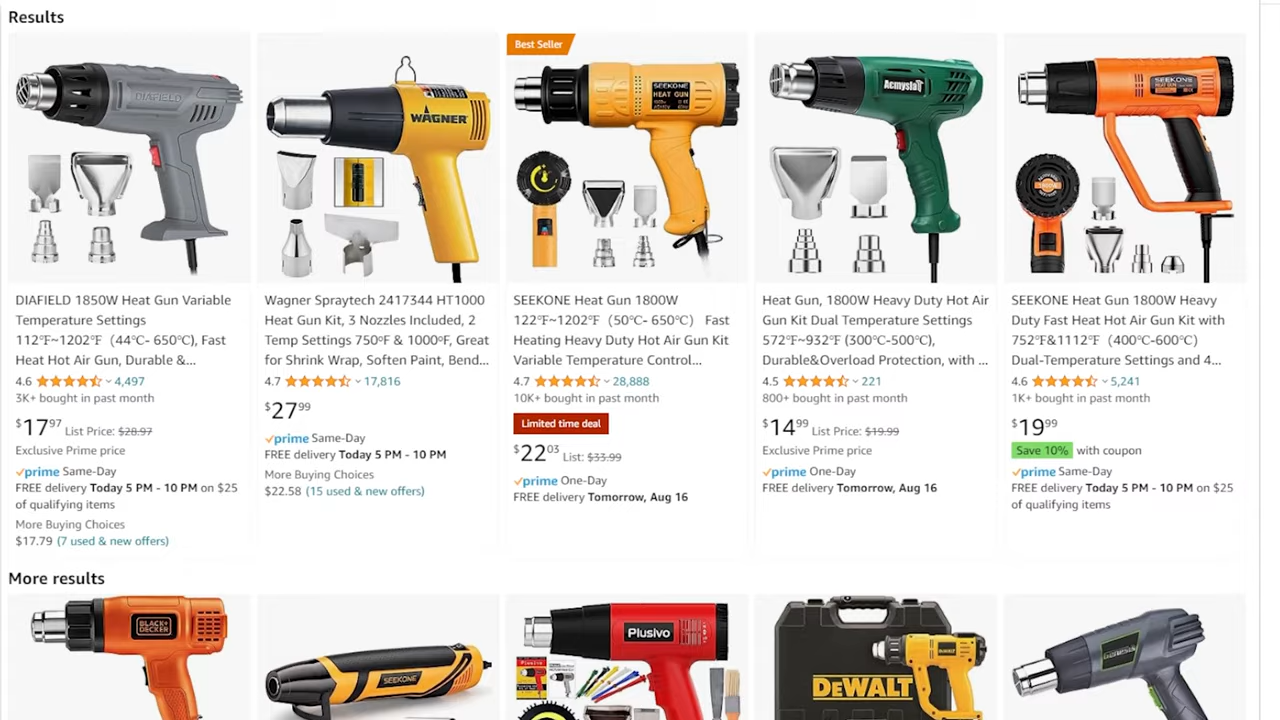 Results
DIAFIELD
WAGNER
Best Seller
SEEKONE
HEAT GUN
SEEKONE
DIAFIELD 1850W Heat Gun Variable
Temperature Settings
112℉~1202℉（44℃- 650℃), Fast
Heat Hot Air Gun, Durable &...
4.6 4,497
3K+ bought in past month
$17⁹⁷ List Price: $28.97
Exclusive Prime price
prime Same-Day
FREE delivery Today 5 PM - 10 PM on $25
of qualifying items
More Buying Choices
$17.79 (7 used & new offers)
Wagner Spraytech 2417344 HT1000
Heat Gun Kit, 3 Nozzles Included, 2
Temp Settings 750ºF & 1000ºF, Great
for Shrink Wrap, Soften Paint, Bend...
4.7 17,816
$27⁹⁹
prime Same-Day
FREE delivery Today 5 PM - 10 PM
More Buying Choices
$22.58 (15 used & new offers)
SEEKONE Heat Gun 1800W
122℉~1202℉（50℃- 650℃） Fast
Heating Heavy Duty Hot Air Gun Kit
Variable Temperature Control...
4.7 28,888
10K+ bought in past month
Limited time deal
$22⁰³ List: $33.99
prime One-Day
FREE delivery Tomorrow, Aug 16
Heat Gun, 1800W Heavy Duty Hot Air
Gun Kit Dual Temperature Settings
572℉~932℉ (300℃-500℃),
Durable&Overload Protection, with ...
4.5 221
800+ bought in past month
$14⁹⁹ List Price: $19.99
Exclusive Prime price
prime One-Day
FREE delivery Tomorrow, Aug 16
SEEKONE Heat Gun 1800W Heavy
Duty Fast Heat Hot Air Gun Kit with
752℉&1112℉（400℃-600℃）
Dual-Temperature Settings and 4...
4.6 5,241
1K+ bought in past month
$19⁹⁹
Save 10% with coupon
prime Same-Day
FREE delivery Today 5 PM - 10 PM on $25
of qualifying items
More results
BLACK+
DECKER
SEEKONE
Plusivo
DEWALT